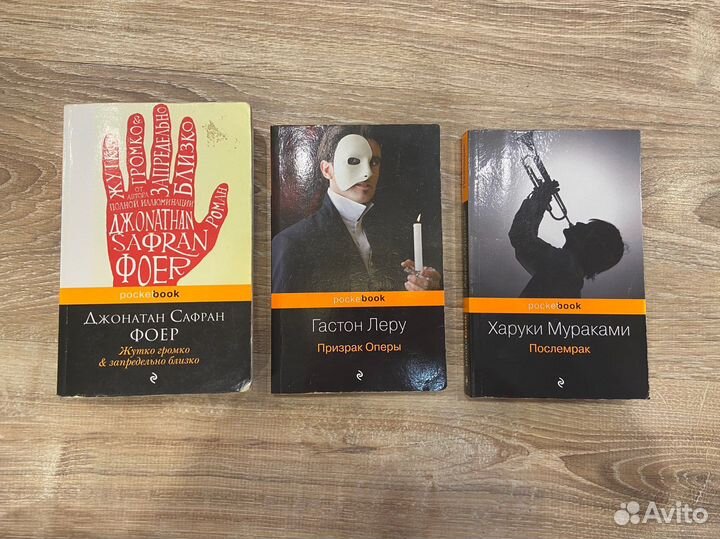 ЖУТКО
ГРОМКО &
ЗАПРЕДЕЛЬНО
БЛИЗКО
ОТ
АВТОРА
ПОЛНОЙ ИЛЛЮМИНАЦИИ
РОМАН
ДЖОNАТНАN
SAFRAN
ФОЕР
pocketbook
Джонатан Сафран
ФОЕР
Жутко громко
& запредельно близко
pocketbook
Гастон Леру
Призрак Оперы
pocketbook
Харуки Мураками
Послемрак
Avito